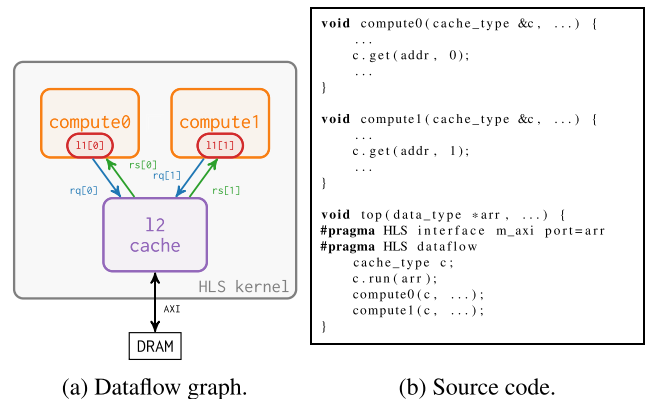 compute0
compute1
l1[0]
l1[1]
rq[0]
rs[0]
rq[1]
rs[1]
l2
cache
HLS kernel
AXI
DRAM
(a) Dataflow graph.
void compute0(cache_type &c, ...) {
...
c.get(addr, 0);
...
}
void compute1(cache_type &c, ...) {
...
c.get(addr, 1);
...
}
void top(data_type *arr, ...) {
#pragma HLS interface m_axi port=arr
#pragma HLS dataflow
cache_type c;
c.run(arr);
compute0(c, ...);
compute1(c, ...);
}
(b) Source code.